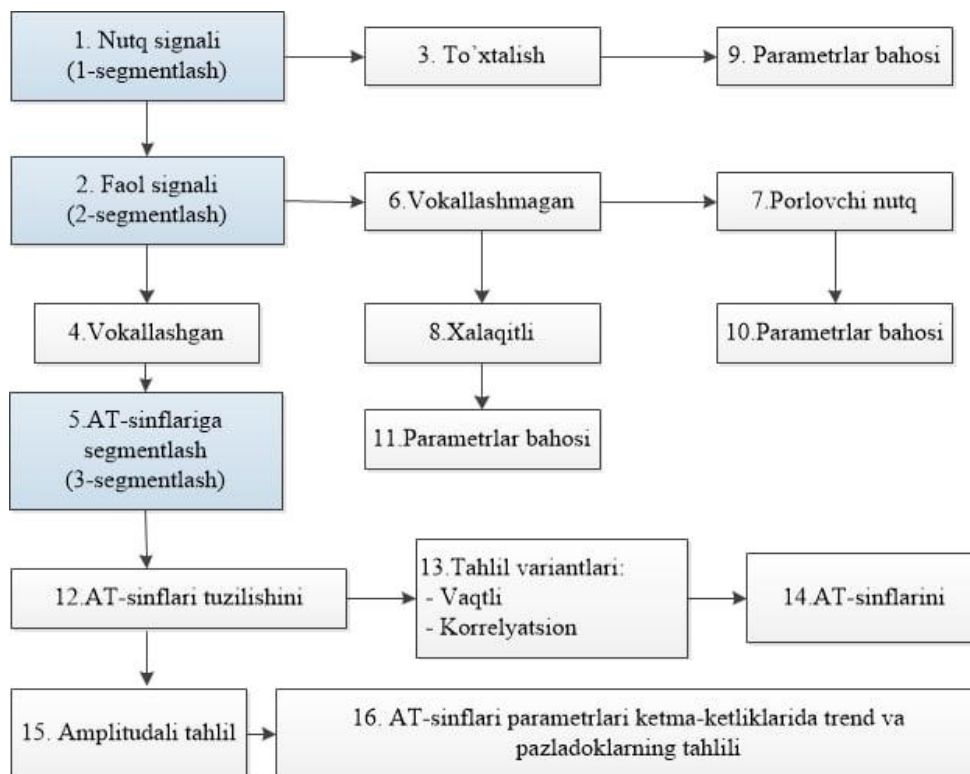 1. Nutq signali
(1-segmentlash)
3. To`xtalish
9. Parametrlar bahosi
2. Faol signali
(2-segmentlash)
6.Vokallashmagan
7.Porlovchi nutq
4.Vokallashgan
8.Xalaqitli
10.Parametrlar bahosi
5.AT-sinflariga
segmentlash
(3-segmentlash)
11.Parametrlar bahosi
12.AT-sinflari tuzilishini
13.Tahlil variantlari:
- Vaqtli
- Korrelyatsion
14.AT-sinflarini
15. Amplitudali tahlil
16. AT-sinflari parametrlari ketma-ketliklarida trend va
pazladoklarning tahlili